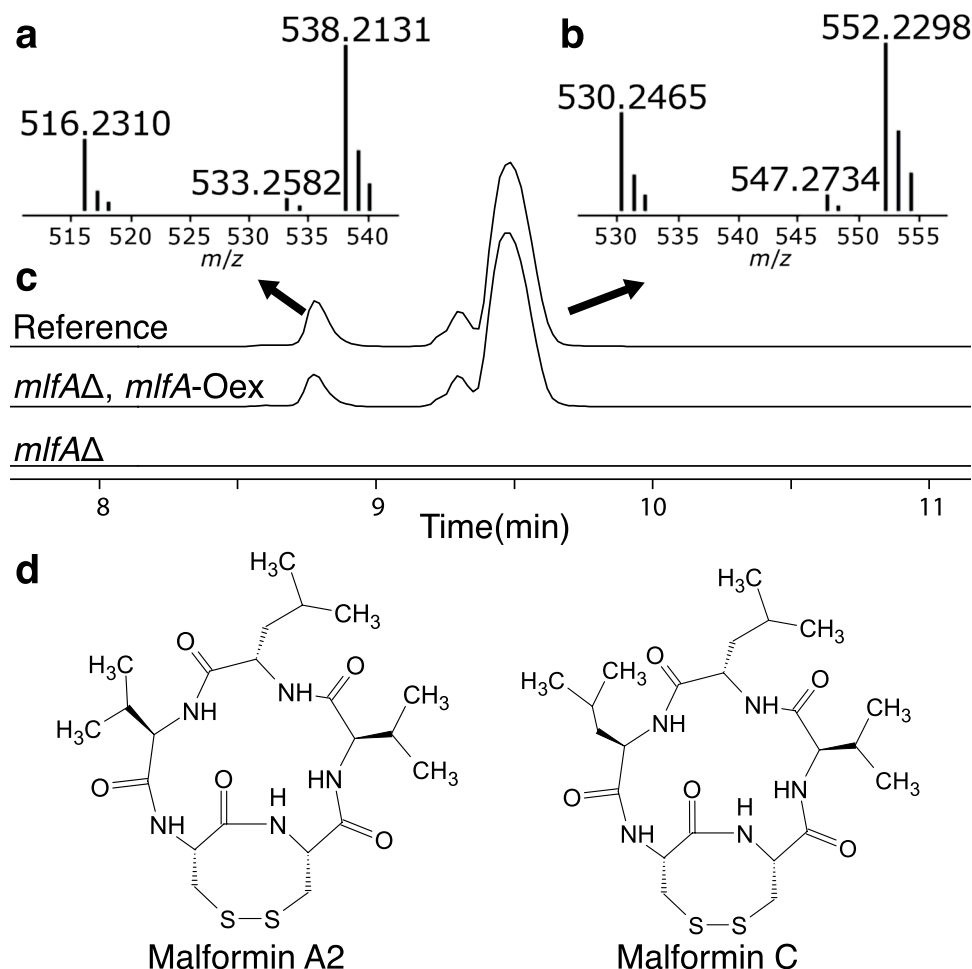 a
538.2131
516.2310
533.2582
515 520 525 530 535 540
m/z
b
552.2298
530.2465
547.2734
530 535 540 545 550 555
m/z
c
Reference
mlfAΔ, mlfA-Oex
mlfAΔ
8 9 10 11
Time(min)
d
H₃C
CH₃
O
O
H₃C
H₃C
NH
NH
CH₃
CH₃
O
O
HN
H
N
NH
O
S S
Malformin A2
H₃C
CH₃
O
O
H₃C
CH₃
NH
NH
CH₃
CH₃
O
O
HN
H
N
NH
O
S S
Malformin C